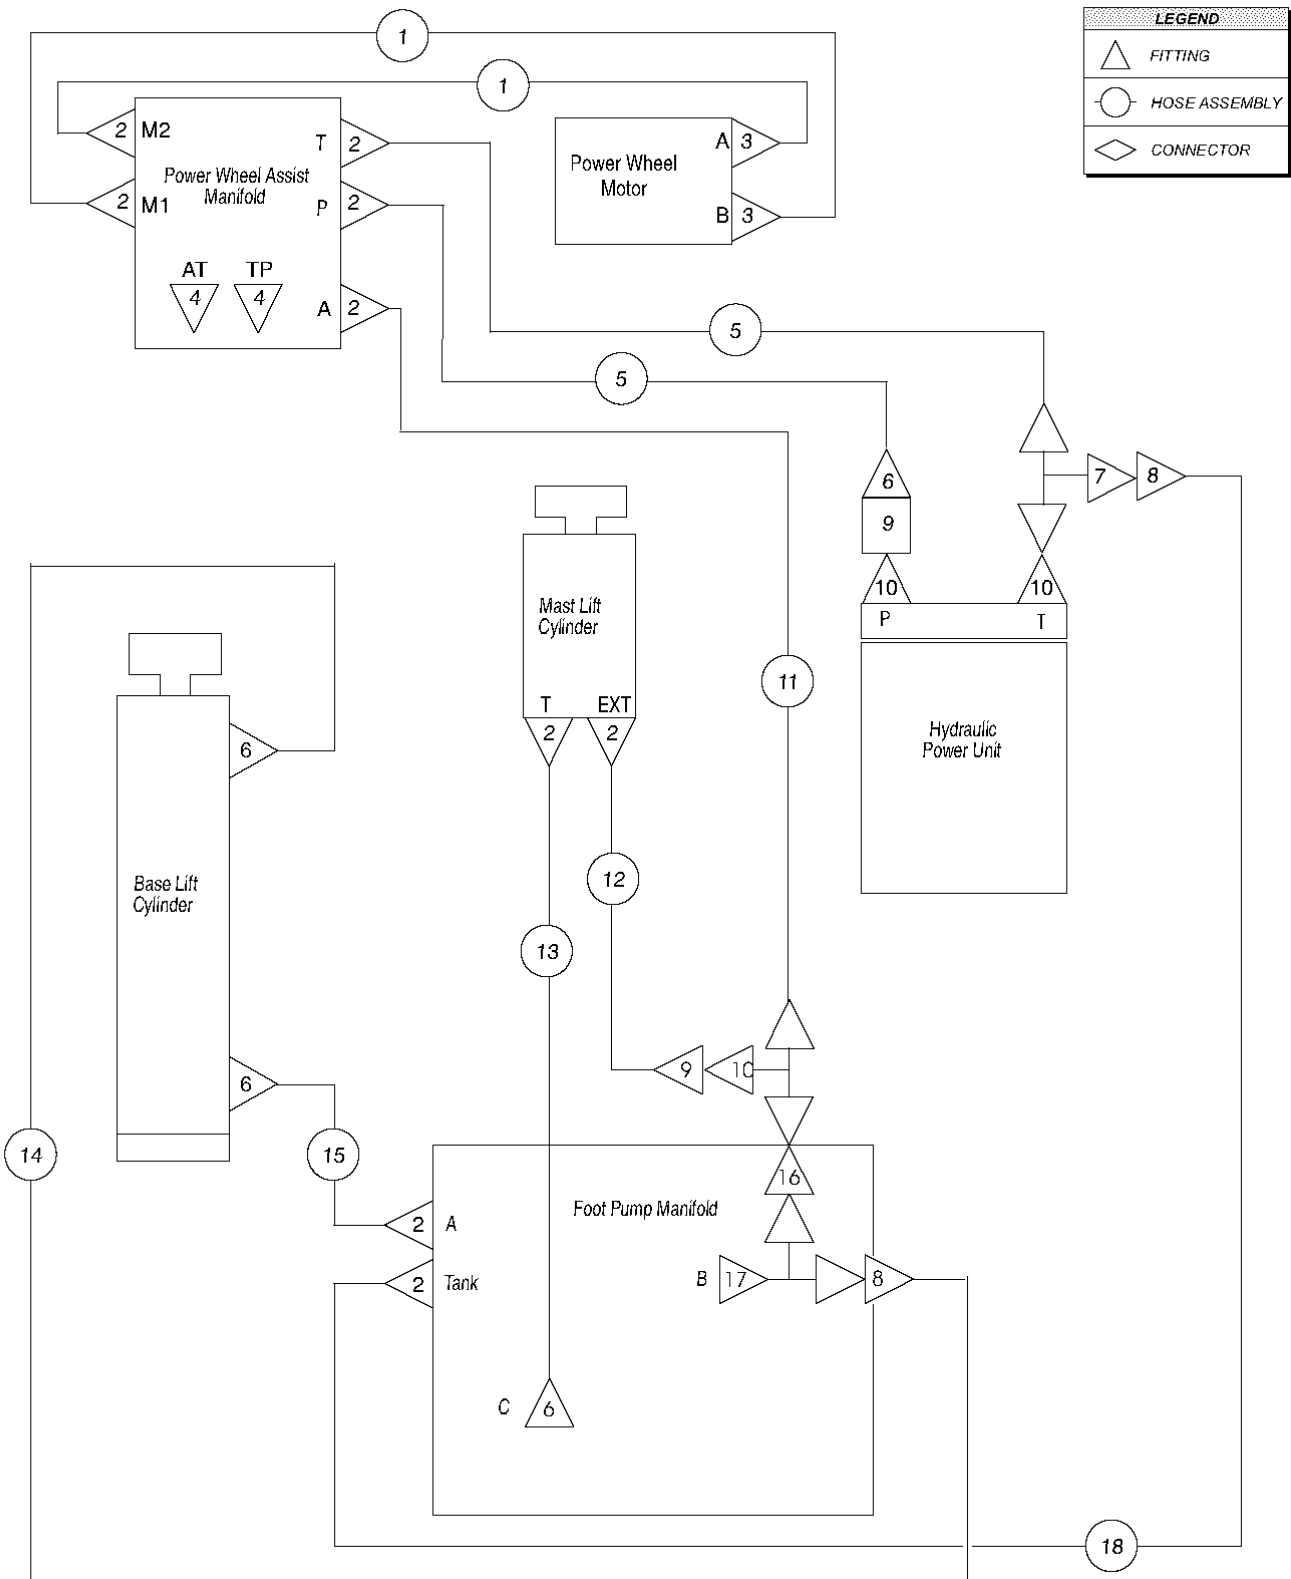 1
LEGEND
FITTING
HOSE ASSEMBLY
CONNECTOR
1
2 M2
T 2
Power Wheel Assist
Manifold
2 M1
P 2
AT TP
4 4
A 2
Power Wheel
Motor
A 3
B 3
5
5
6
9
10
P
7 8
10
T
Hydraulic
Power Unit
Mast Lift
Cylinder
T EXT
2 2
11
6
Base Lift
Cylinder
6
12
13
9 10
14
15
16
Foot Pump Manifold
2 A
2 Tank
B 17 8
C 6
18